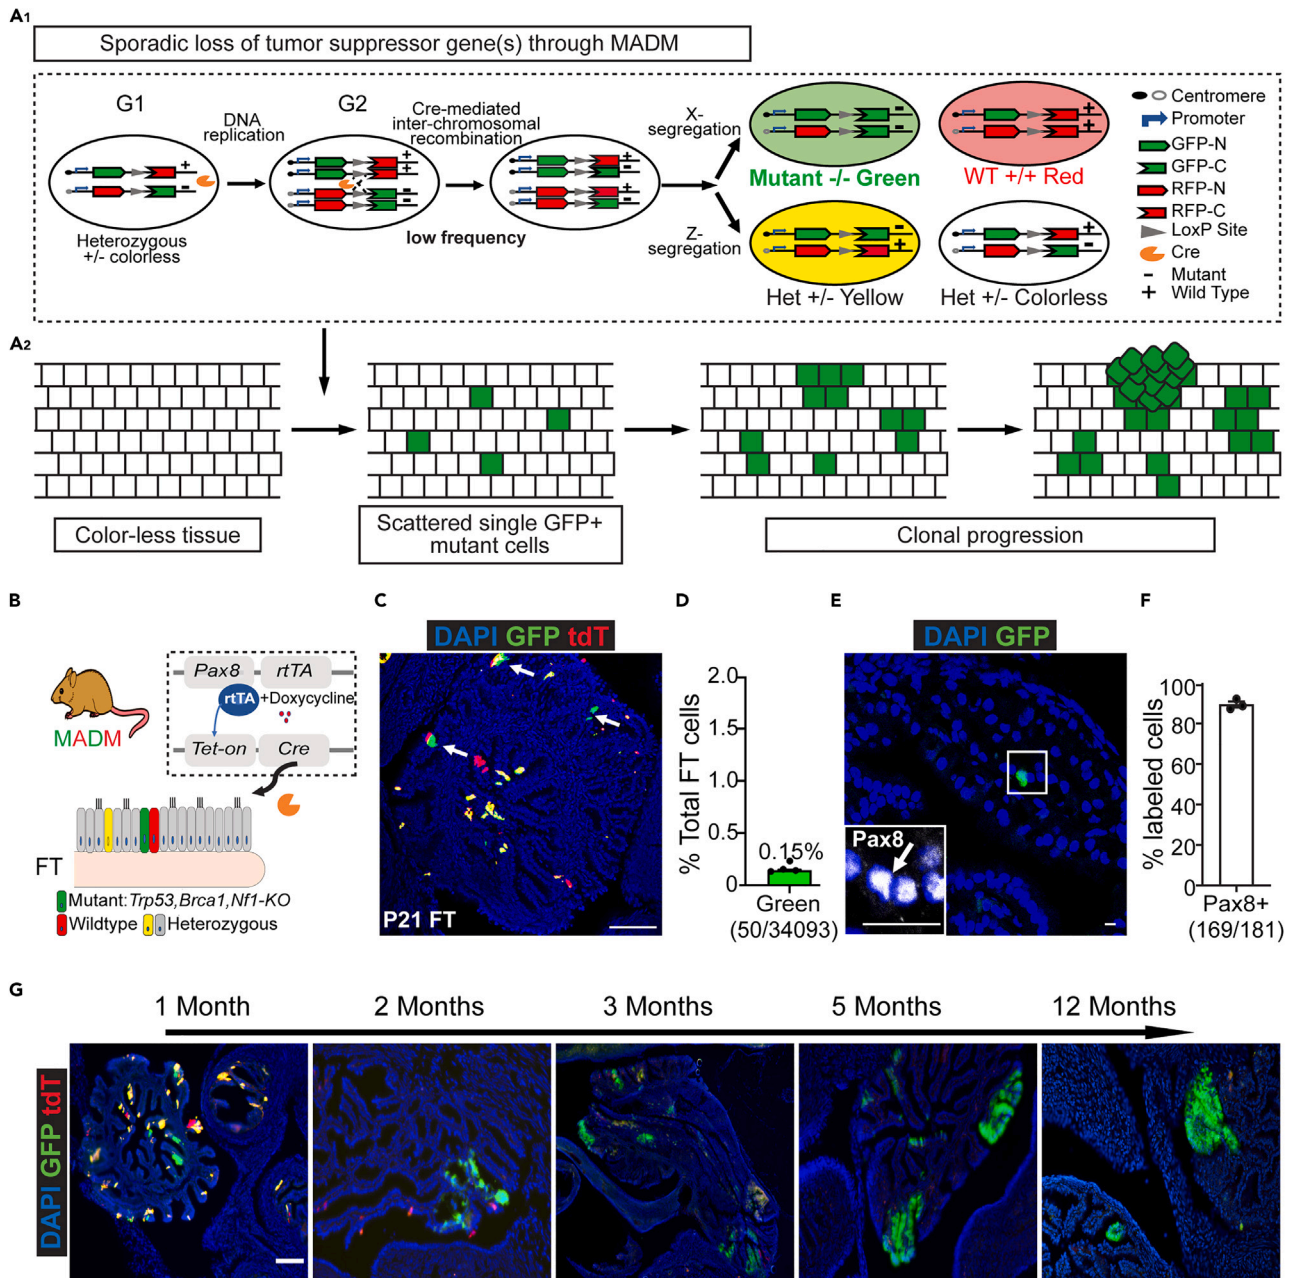 A1
Sporadic loss of tumor suppressor gene(s) through MADM
G1
DNA
replication
G2
Cre-mediated
inter-chromosomal
recombination
low frequency
Heterozygous
+/- colorless
+
-
+
+
-
-
+
-
+
-
X-
segregation
Z-
segregation
-
-
Mutant -/- Green
+
+
WT +/+ Red
-
+
Het +/- Yellow
+
-
Het +/- Colorless
Centromere
Promoter
GFP-N
GFP-C
RFP-N
RFP-C
LoxP Site
Cre
- Mutant
+ Wild Type
A2
Color-less tissue
Scattered single GFP+
mutant cells
Clonal progression
B
MADM
Pax8 rtTA
rtTA +Doxycycline
Tet-on Cre
FT
Mutant: Trp53,Brca1,Nf1-KO
Wildtype Heterozygous
C
DAPI GFP tdT
P21 FT
D
% Total FT cells
2.0
1.5
1.0
0.5
0
0.15%
Green
(50/34093)
E
DAPI GFP
Pax8
F
% labeled cells
100
80
60
40
20
0
Pax8+
(169/181)
G
1 Month
2 Months
3 Months
5 Months
12 Months
DAPI GFP tdT